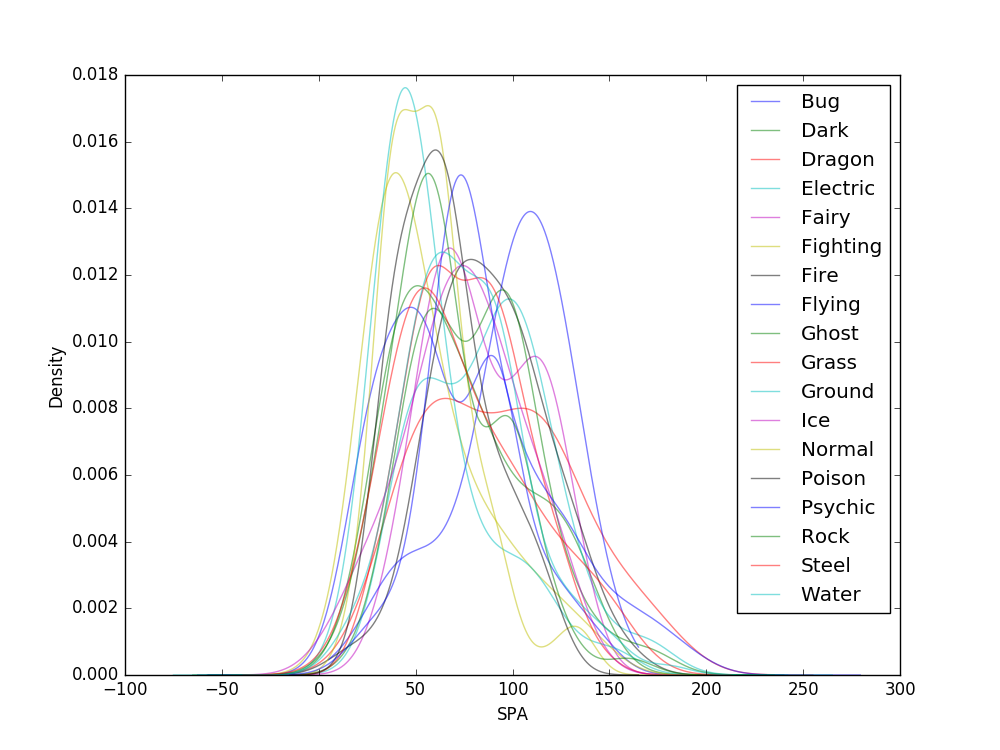 0.018
0.016
0.014
0.012
0.010
0.008
0.006
0.004
0.002
0.000
Density
−100
−50
0
50
100
150
200
250
300
SPA
Bug
Dark
Dragon
Electric
Fairy
Fighting
Fire
Flying
Ghost
Grass
Ground
Ice
Normal
Poison
Psychic
Rock
Steel
Water